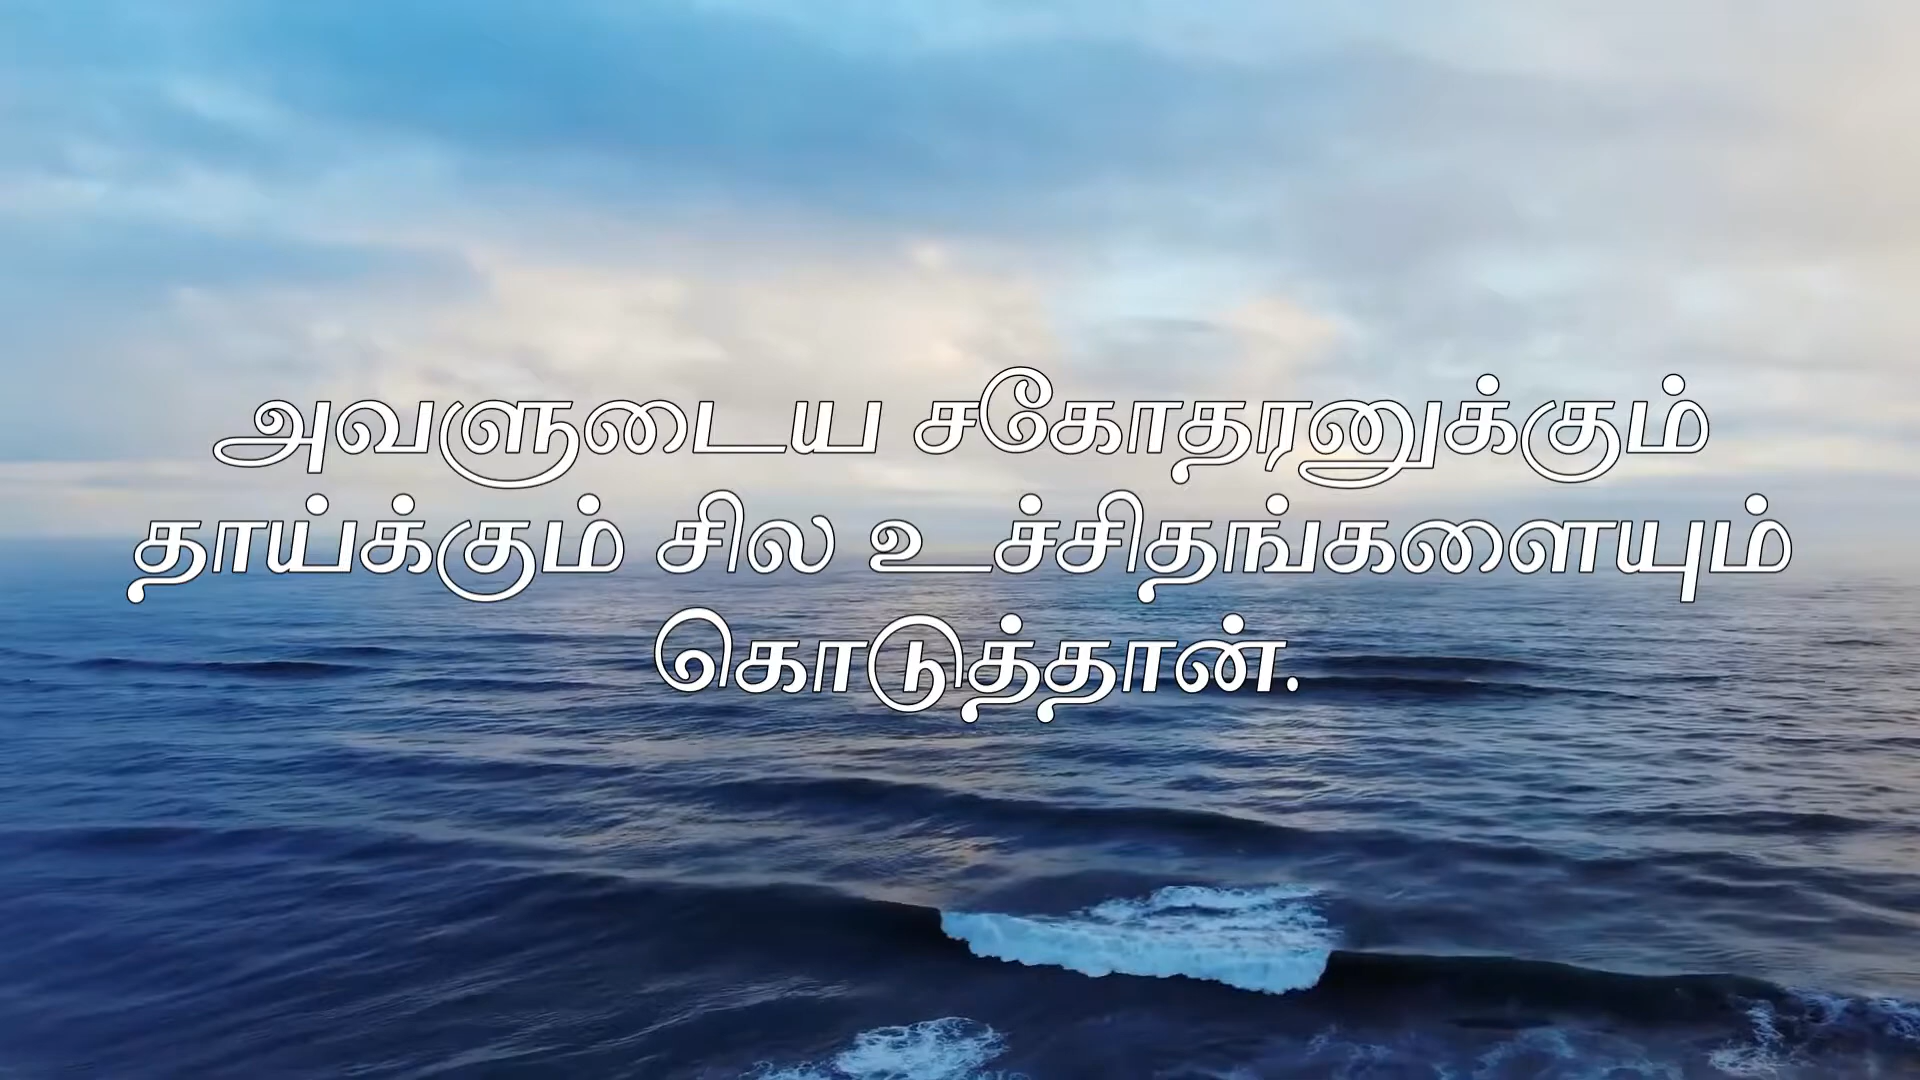 அவளுடைய சகோதரனுக்கும்
தாய்க்கும் சில உச்சிதங்களையும்
கொடுத்தான்.